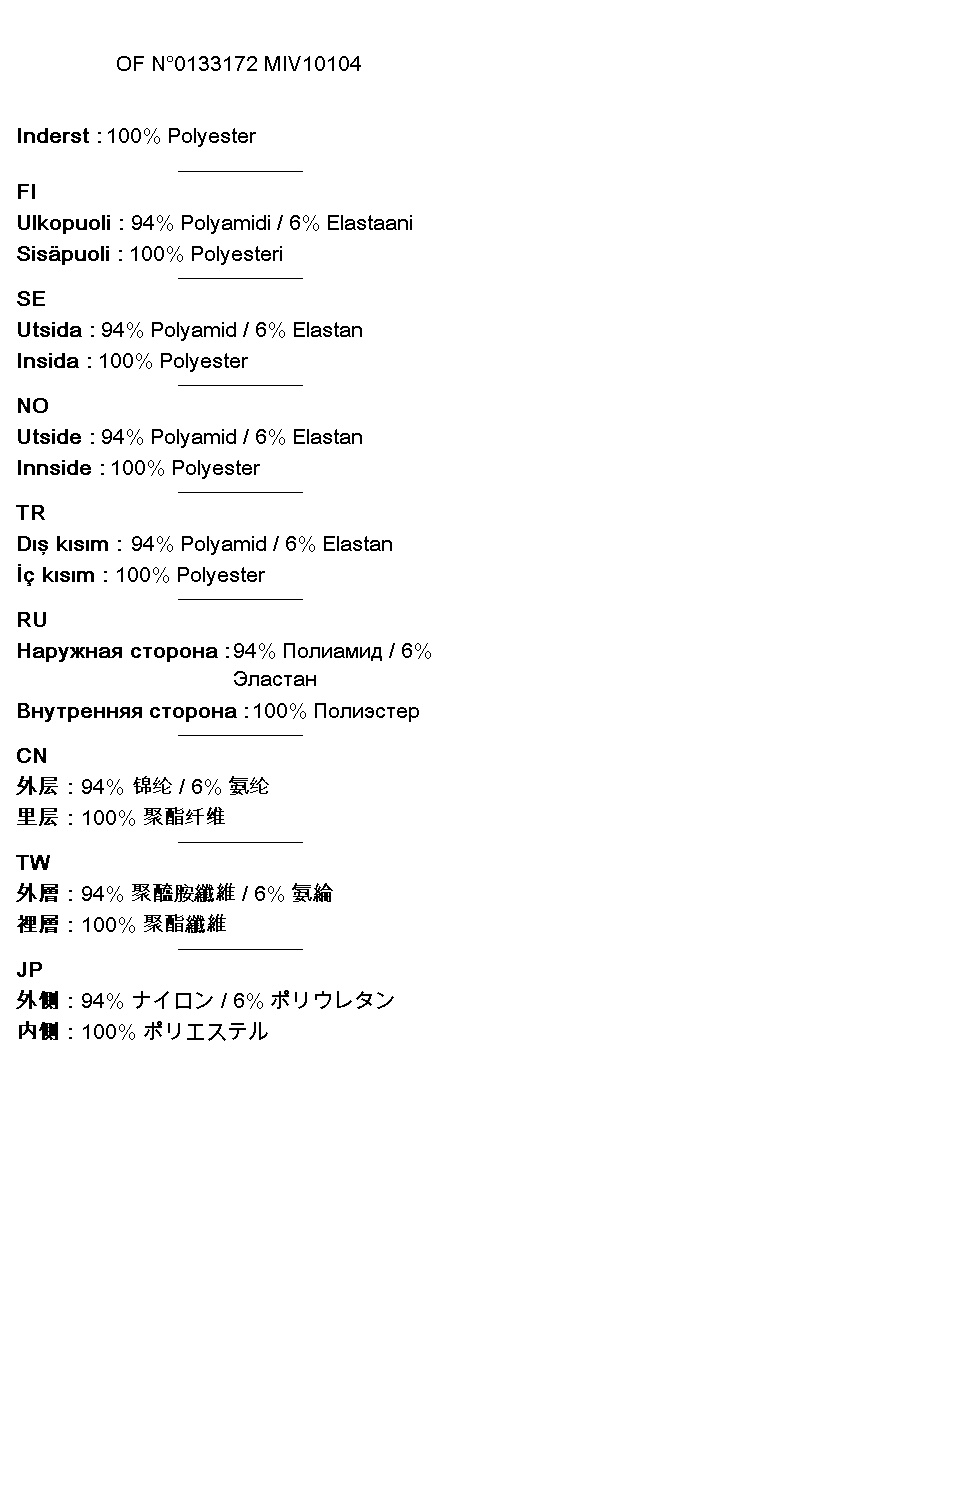 OF N°0133172 MIV10104
Inderst : 100% Polyester
FI
Ulkopuoli : 94% Polyamidi / 6% Elastaani
Sisäpuoli : 100% Polyesteri
SE
Utsida : 94% Polyamid / 6% Elastan
Insida : 100% Polyester
NO
Utside : 94% Polyamid / 6% Elastan
Innside : 100% Polyester
TR
Dış kısım : 94% Polyamid / 6% Elastan
İç kısım : 100% Polyester
RU
Наружная сторона : 94% Полиамид / 6%
Эластан
Внутренняя сторона : 100% Полиэстер
CN
外层 : 94% 锦纶 / 6% 氨纶
里层 : 100% 聚酯纤维
TW
外層 : 94% 聚醯胺纖維 / 6% 氨綸
裡層 : 100% 聚酯纖維
JP
外側 : 94% ナイロン / 6% ポリウレタン
内側 : 100% ポリエステル